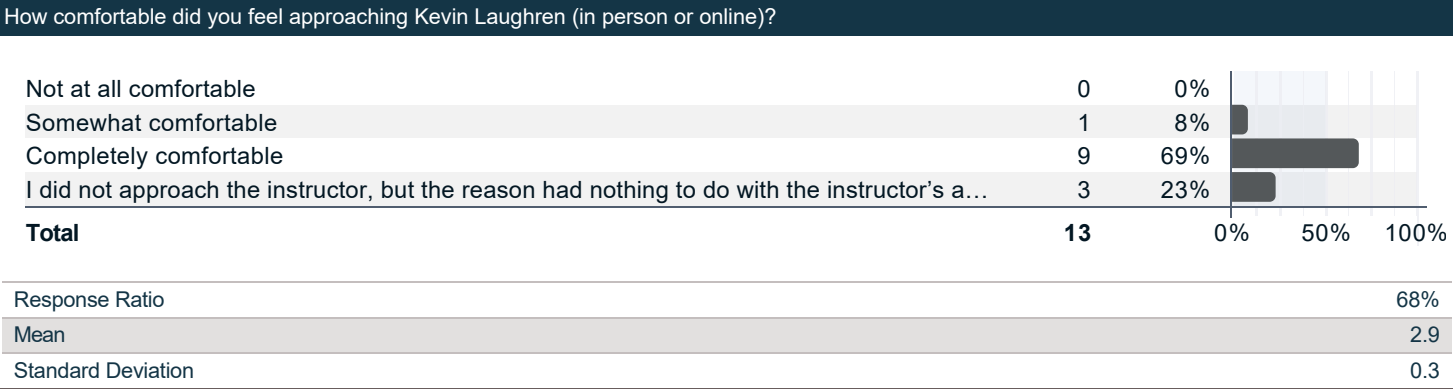 How comfortable did you feel approaching Kevin Laughren (in person or online)?
Not at all comfortable 0 0%
Somewhat comfortable 1 8%
Completely comfortable 9 69%
I did not approach the instructor, but the reason had nothing to do with the instructor’s a… 3 23%
Total 13 0% 50% 100%
Response Ratio 68%
Mean 2.9
Standard Deviation 0.3